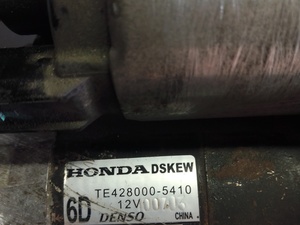 HONDA DSKEW
TE428000-5410
6D 12V
DENSO CHINA